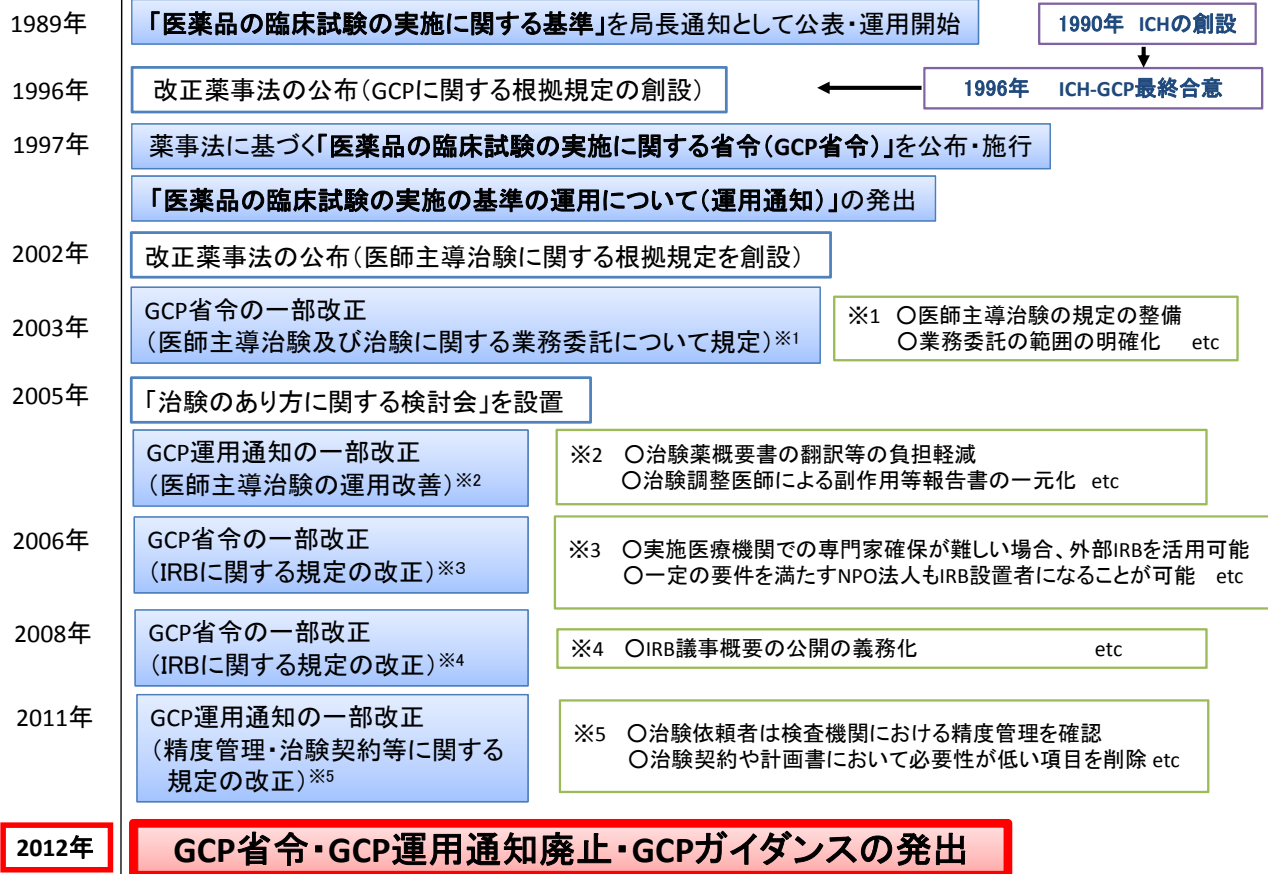 1989年
「医薬品の臨床試験の実施に関する基準」を局長通知として公表・運用開始
1990年 ICHの創設
1996年
改正薬事法の公布(GCPに関する根拠規定の創設)
1996年 ICH-GCP最終合意
1997年
薬事法に基づく「医薬品の臨床試験の実施に関する省令(GCP省令)」を公布・施行
「医薬品の臨床試験の実施の基準の運用について(運用通知)」の発出
2002年
改正薬事法の公布(医師主導治験に関する根拠規定を創設)
2003年
GCP省令の一部改正
(医師主導治験及び治験に関する業務委託について規定)※1
※1 〇医師主導治験の規定の整備
〇業務委託の範囲の明確化 etc
2005年
「治験のあり方に関する検討会」を設置
GCP運用通知の一部改正
(医師主導治験の運用改善)※2
※2 〇治験薬概要書の翻訳等の負担軽減
〇治験調整医師による副作用等報告書の一元化 etc
2006年
GCP省令の一部改正
(IRBに関する規定の改正)※3
※3 〇実施医療機関での専門家確保が難しい場合、外部IRBを活用可能
〇一定の要件を満たすNPO法人もIRB設置者になることが可能 etc
2008年
GCP省令の一部改正
(IRBに関する規定の改正)※4
※4 〇IRB議事概要の公開の義務化 etc
2011年
GCP運用通知の一部改正
(精度管理・治験契約等に関する
規定の改正)※5
※5 〇治験依頼者は検査機関における精度管理を確認
〇治験契約や計画書において必要性が低い項目を削除 etc
2012年
GCP省令・GCP運用通知廃止・GCPガイダンスの発出